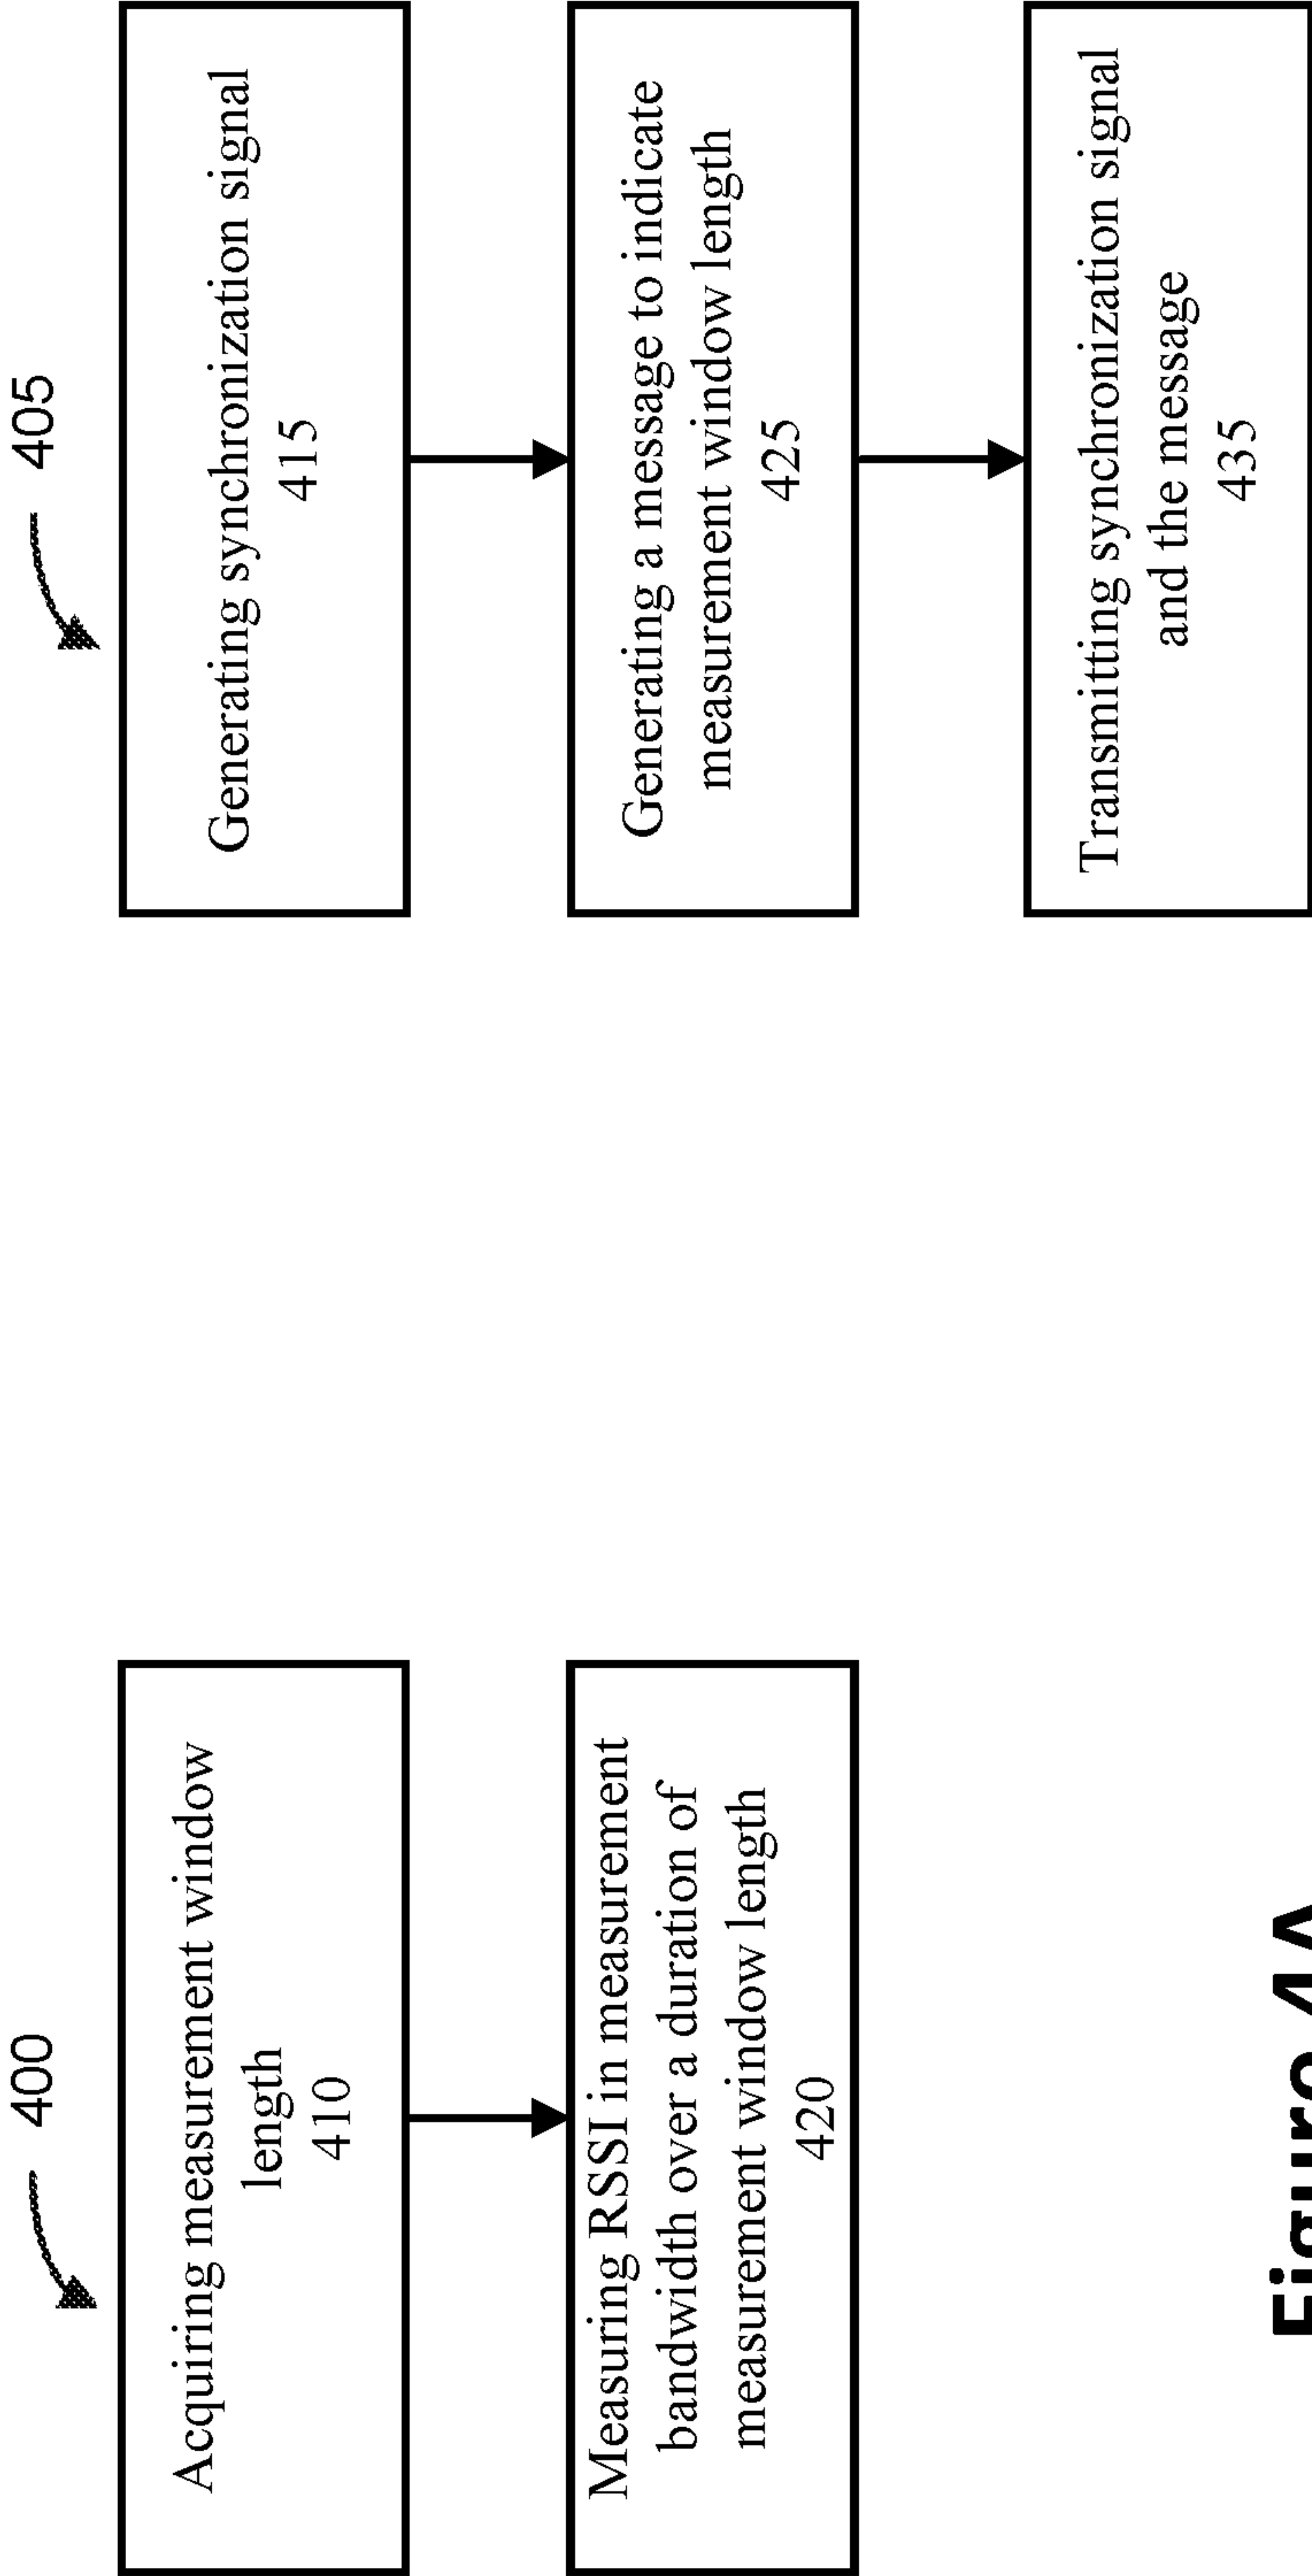 400
Acquiring measurement window
length
410
Measuring RSSI in measurement
bandwidth over a duration of
measurement window length
420
Figure 4A
405
Generating synchronization signal
415
Generating a message to indicate
measurement window length
425
Transmitting synchronization signal
and the message
435